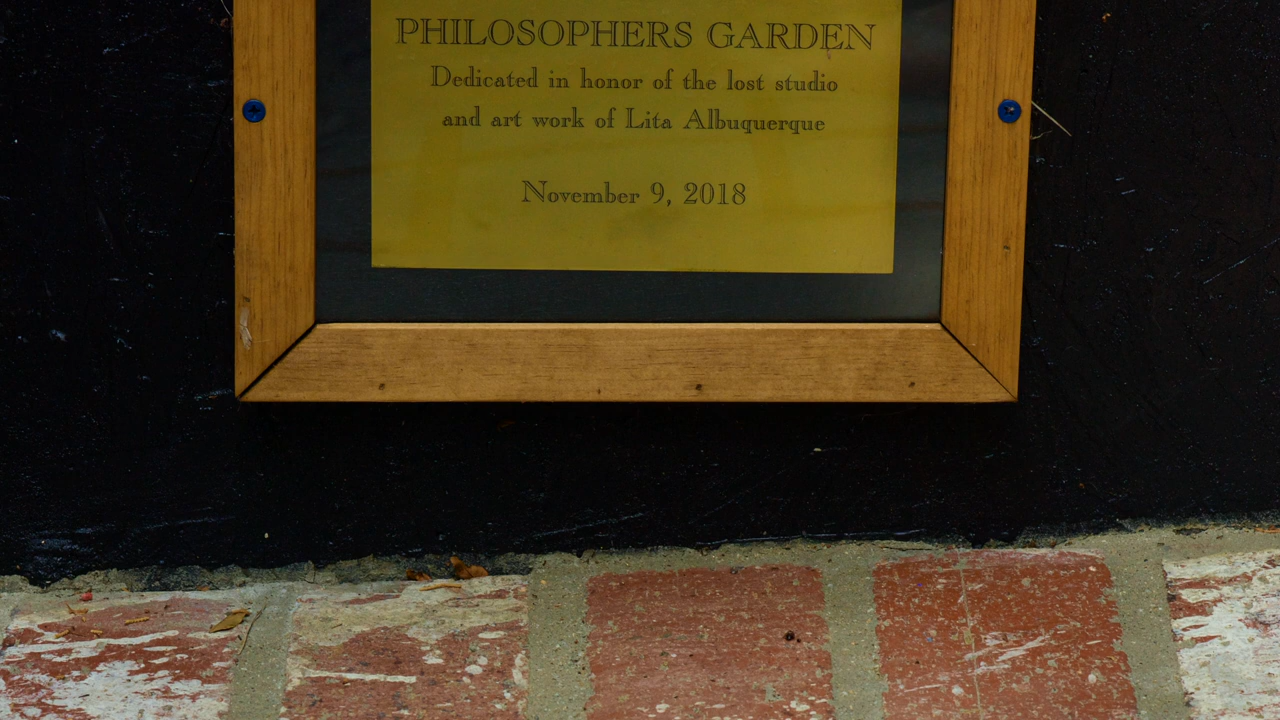 PHILOSOPHERS GARDEN
Dedicated in honor of the lost studio
and art work of Lita Albuquerque
November 9, 2018